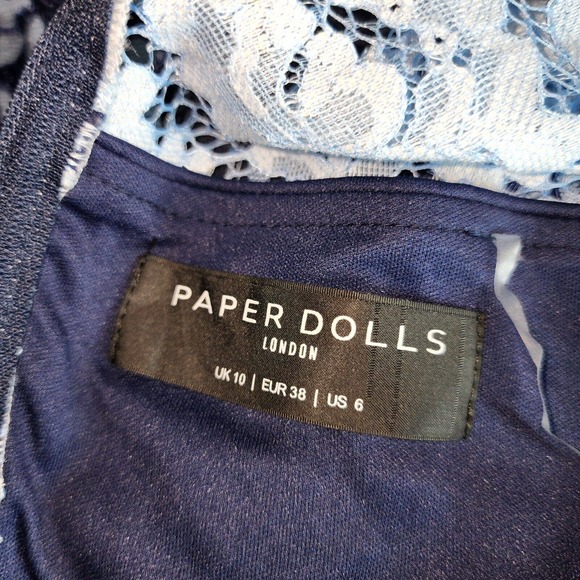 PAPER DOLLS
LONDON
UK 10 | EUR 38 | US 6